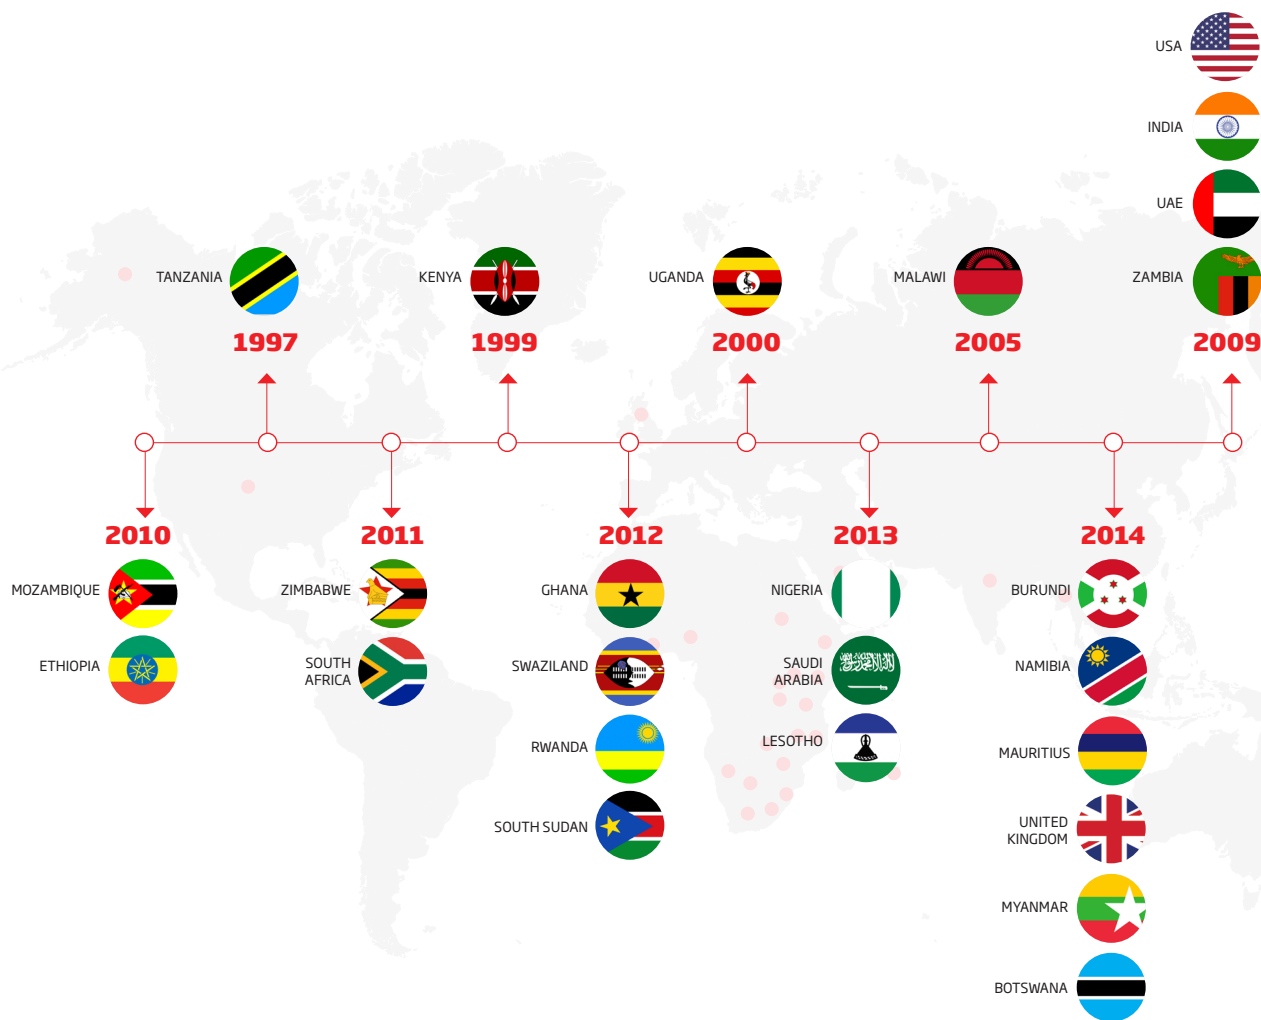 USA
INDIA
UAE
TANZANIA
KENYA
UGANDA
MALAWI
ZAMBIA
1997
1999
2000
2005
2009
2010
2011
2012
2013
2014
MOZAMBIQUE
ZIMBABWE
GHANA
NIGERIA
BURUNDI
ETHIOPIA
SOUTH
AFRICA
SWAZILAND
SAUDI
ARABIA
NAMIBIA
RWANDA
LESOTHO
MAURITIUS
SOUTH SUDAN
UNITED
KINGDOM
MYANMAR
BOTSWANA